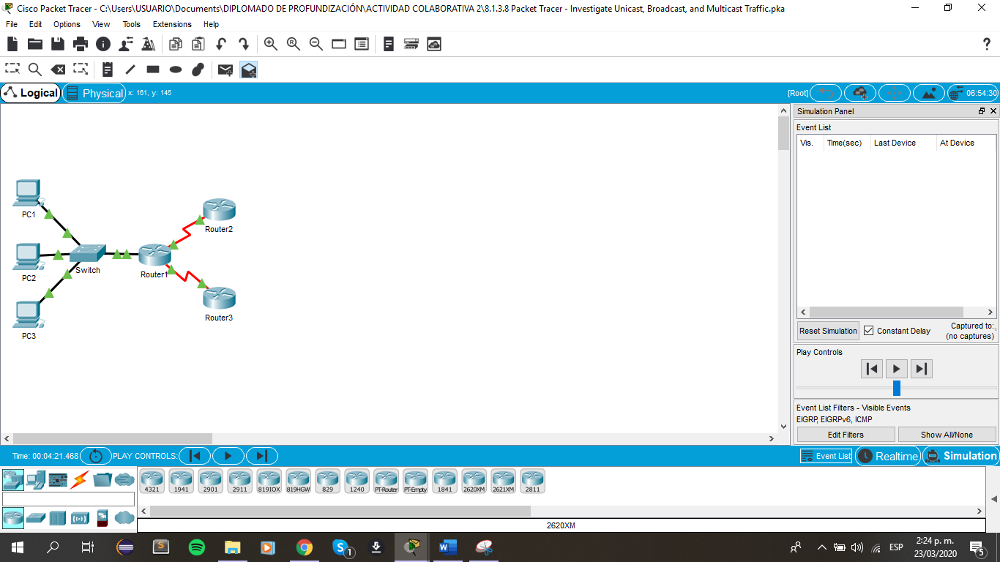 Cisco Packet Tracer - C:\Users\USUARIO\Documents\DIPLOMADO DE PROFUNDIZACIÓN\ACTIVIDAD COLABORATIVA 2\8.1.3.8 Packet Tracer - Investigate Unicast, Broadcast, and Multicast Traffic.pka
File Edit Options View Tools Extensions Help
Logical Physical x: 161, y: 145 [Root] 06:54:30
Simulation Panel
Event List
Vis. Time(sec) Last Device At Device
PC1
PC2
PC3
Switch
Router1
Router2
Router3
Reset Simulation Constant Delay Captured to:
(no captures)
Play Controls
Event List Filters - Visible Events
EIGRP, EIGRPv6, ICMP
Edit Filters Show All/None
Time: 00:04:21.468 PLAY CONTROLS: Event List Realtime Simulation
4321 1941 2901 2911 819IOX 819HGW 829 1240 PT-Router PT-Empty 1841 2620XM 2621XM 2811
2620XM
ESP
2:24 p. m.
23/03/2020
1
5